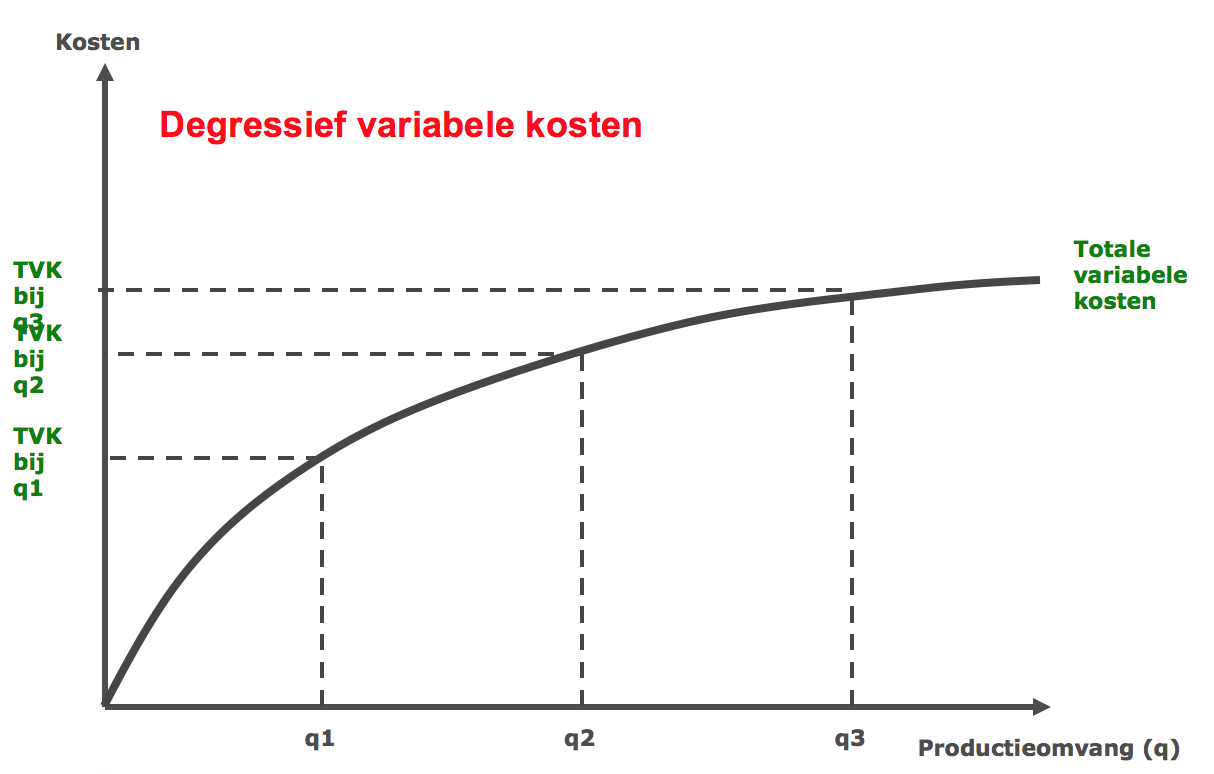 Kosten
Degressief variabele kosten
Totale
variabele
kosten
TVK
bij
q3
TVK
bij
q2
TVK
bij
q1
q1
q2
q3
Productieomvang (q)